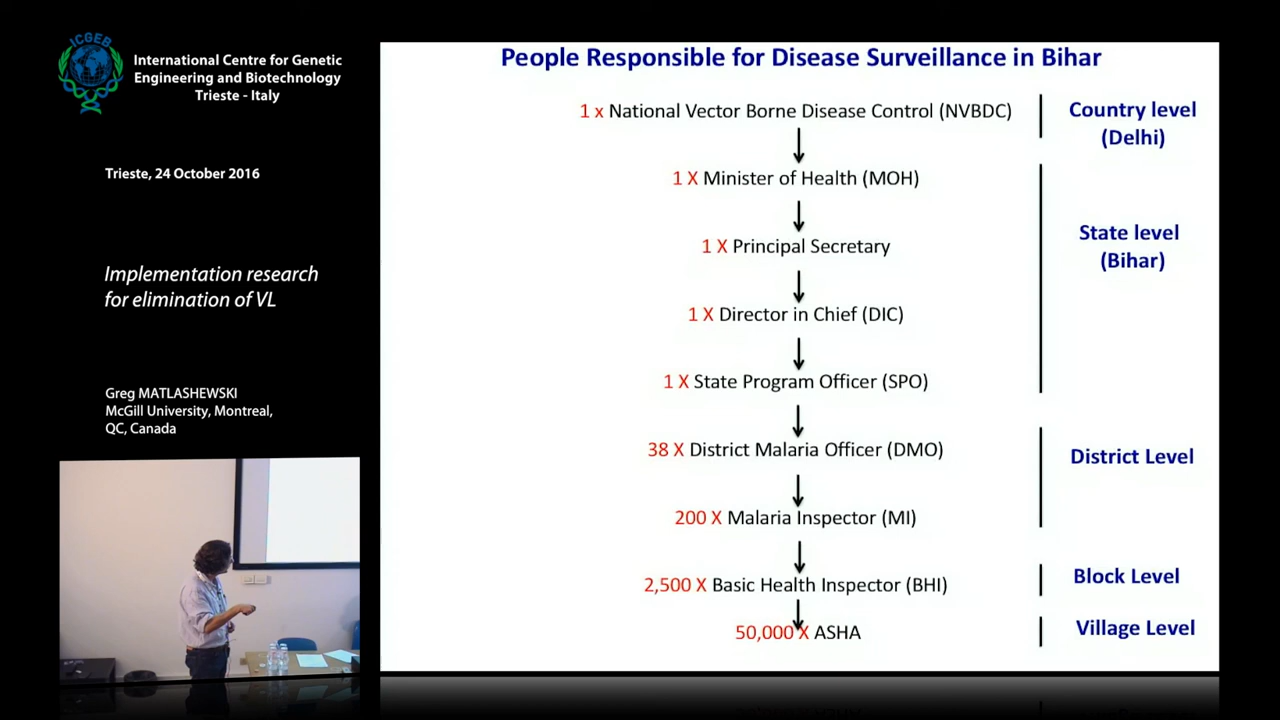 ICGEB
International Centre for Genetic
Engineering and Biotechnology
Trieste - Italy
Trieste, 24 October 2016
Implementation research
for elimination of VL
Greg MATLASHEWSKI
McGill University, Montreal,
QC, Canada
People Responsible for Disease Surveillance in Bihar
1 x National Vector Borne Disease Control (NVBDC)
Country level
(Delhi)
1 X Minister of Health (MOH)
1 X Principal Secretary
State level
(Bihar)
1 X Director in Chief (DIC)
1 X State Program Officer (SPO)
38 X District Malaria Officer (DMO)
District Level
200 X Malaria Inspector (MI)
2,500 X Basic Health Inspector (BHI)
Block Level
50,000 X ASHA
Village Level